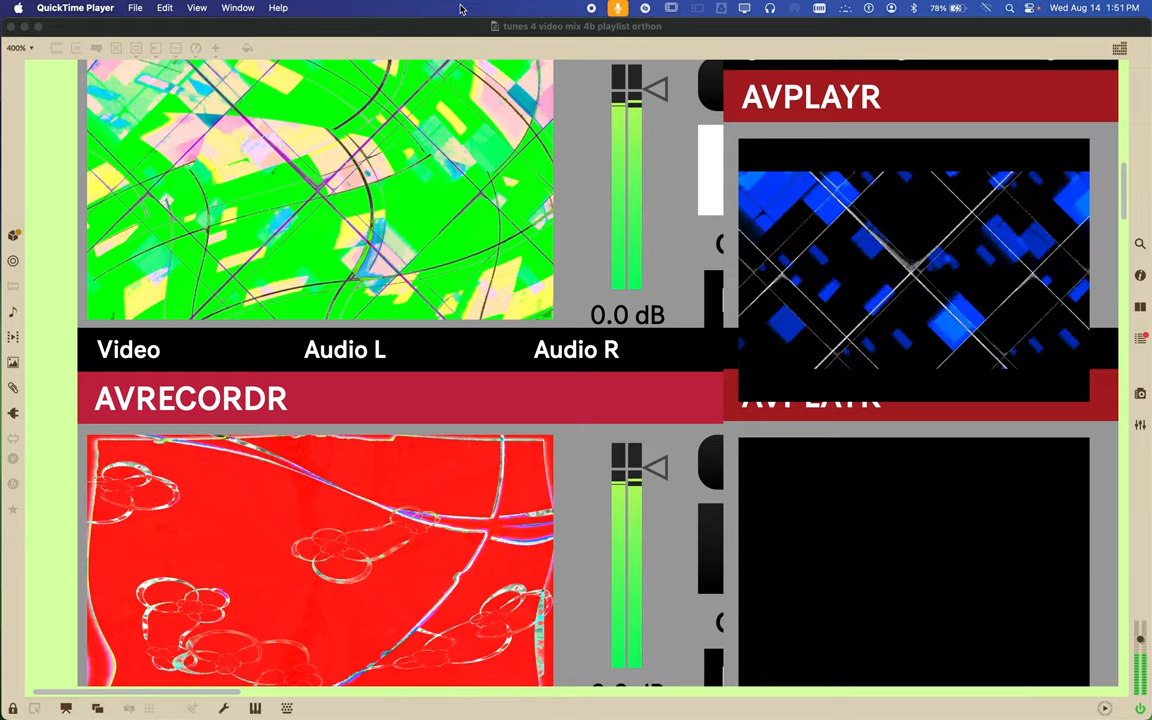 QuickTime Player File Edit View Window Help 78% Wed Aug 14 1:51 PM
tunes 4 video mix 4b playlist orthon
400%
AVPLAYR
0.0 dB
Video Audio L Audio R
AVRECORDR
AVPLAYR